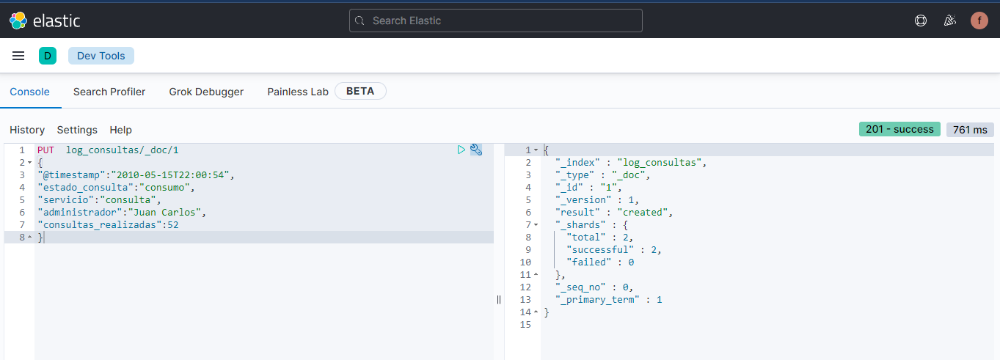 elastic
Search Elastic
f
D
Dev Tools
Console
Search Profiler
Grok Debugger
Painless Lab
BETA
History
Settings
Help
201 - success
761 ms
1 PUT  log_consultas/_doc/1
2 {
3 "@timestamp":"2010-05-15T22:00:54",
4 "estado_consulta":"consumo",
5 "servicio":"consulta",
6 "administrador":"Juan Carlos",
7 "consultas_realizadas":52
8 }
1 {
2 "_index" : "log_consultas",
3 "_type" : "_doc",
4 "_id" : "1",
5 "_version" : 1,
6 "result" : "created",
7 "_shards" : {
8 "total" : 2,
9 "successful" : 2,
10 "failed" : 0
11 },
12 "_seq_no" : 0,
13 "_primary_term" : 1
14 }
15